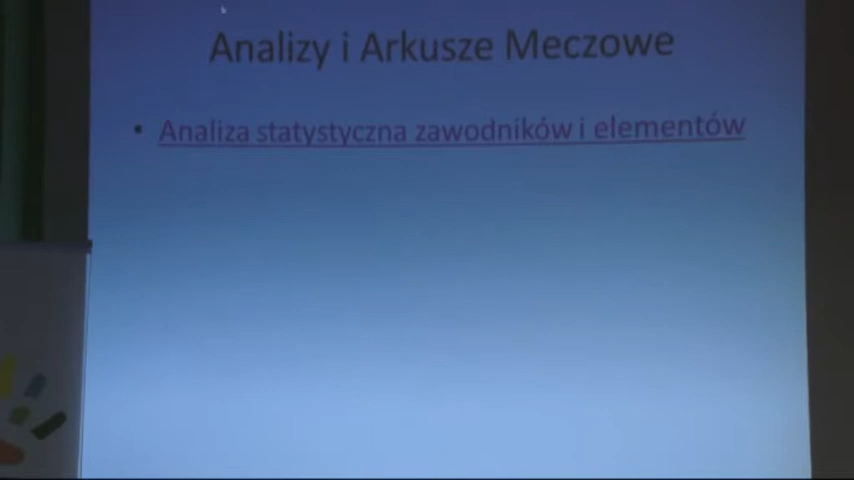 Analizy i Arkusze Meczowe
• Analiza statystyczna zawodników i elementów